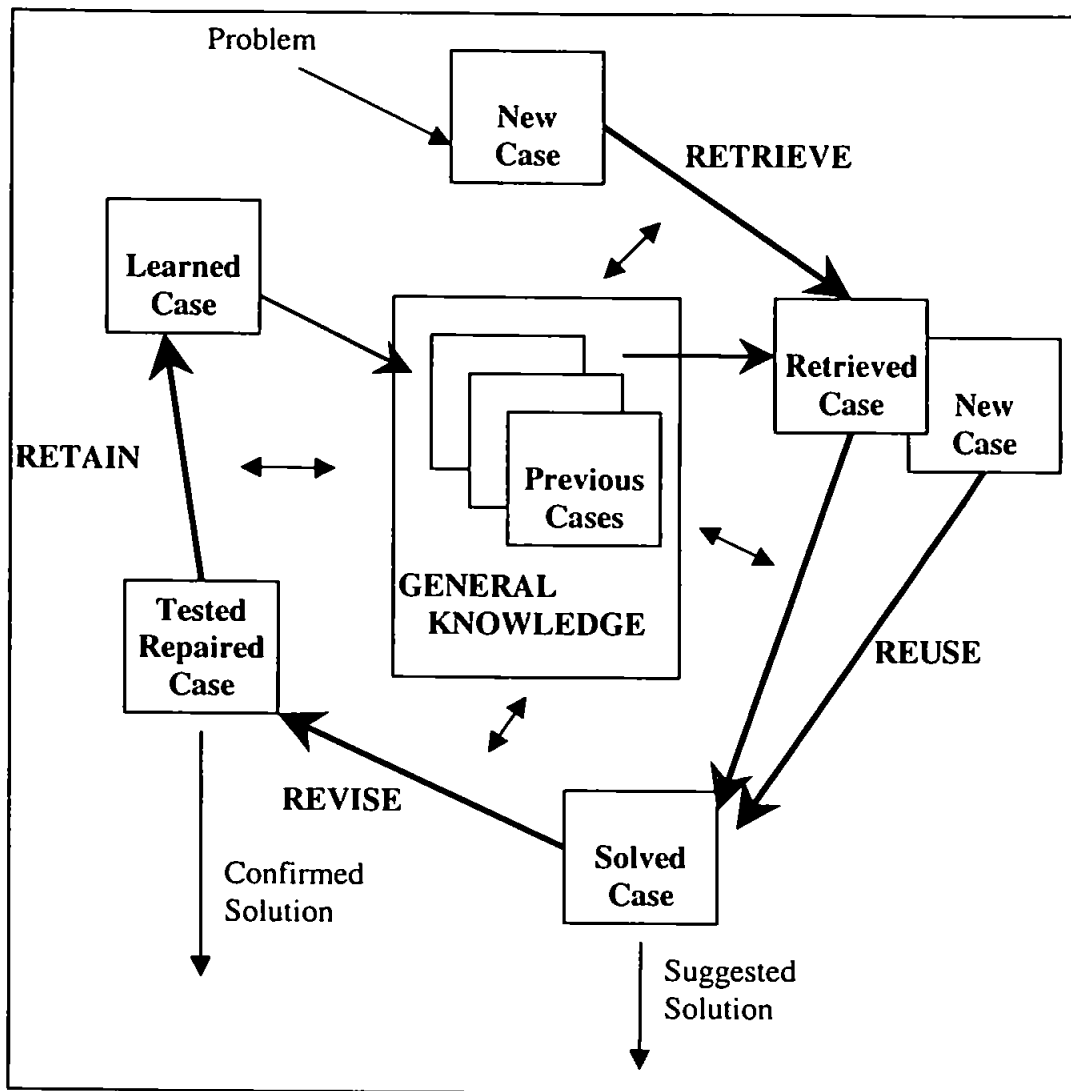 Problem
New
Case
RETRIEVE
Learned
Case
Retrieved
Case
New
Case
RETAIN
Previous
Cases
GENERAL
KNOWLEDGE
Tested
Repaired
Case
REUSE
REVISE
Solved
Case
Confirmed
Solution
Suggested
Solution